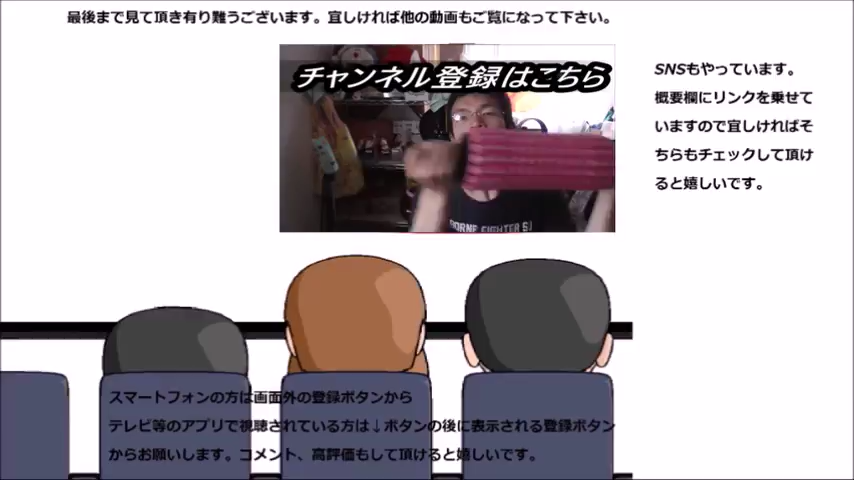 最後まで見て頂き有り難うございます。宜しければ他の動画もご覧になって下さい。
チャンネル登録はこちら
SNSもやっています。
概要欄にリンクを乗せて
いますので宜しければそ
ちらもチェックして頂け
ると嬉しいです。
スマートフォンの方は画面外の登録ボタンから
テレビ等のアプリで視聴されている方は↓ボタンの後に表示される登録ボタン
からお願いします。コメント、高評価もして頂けると嬉しいです。